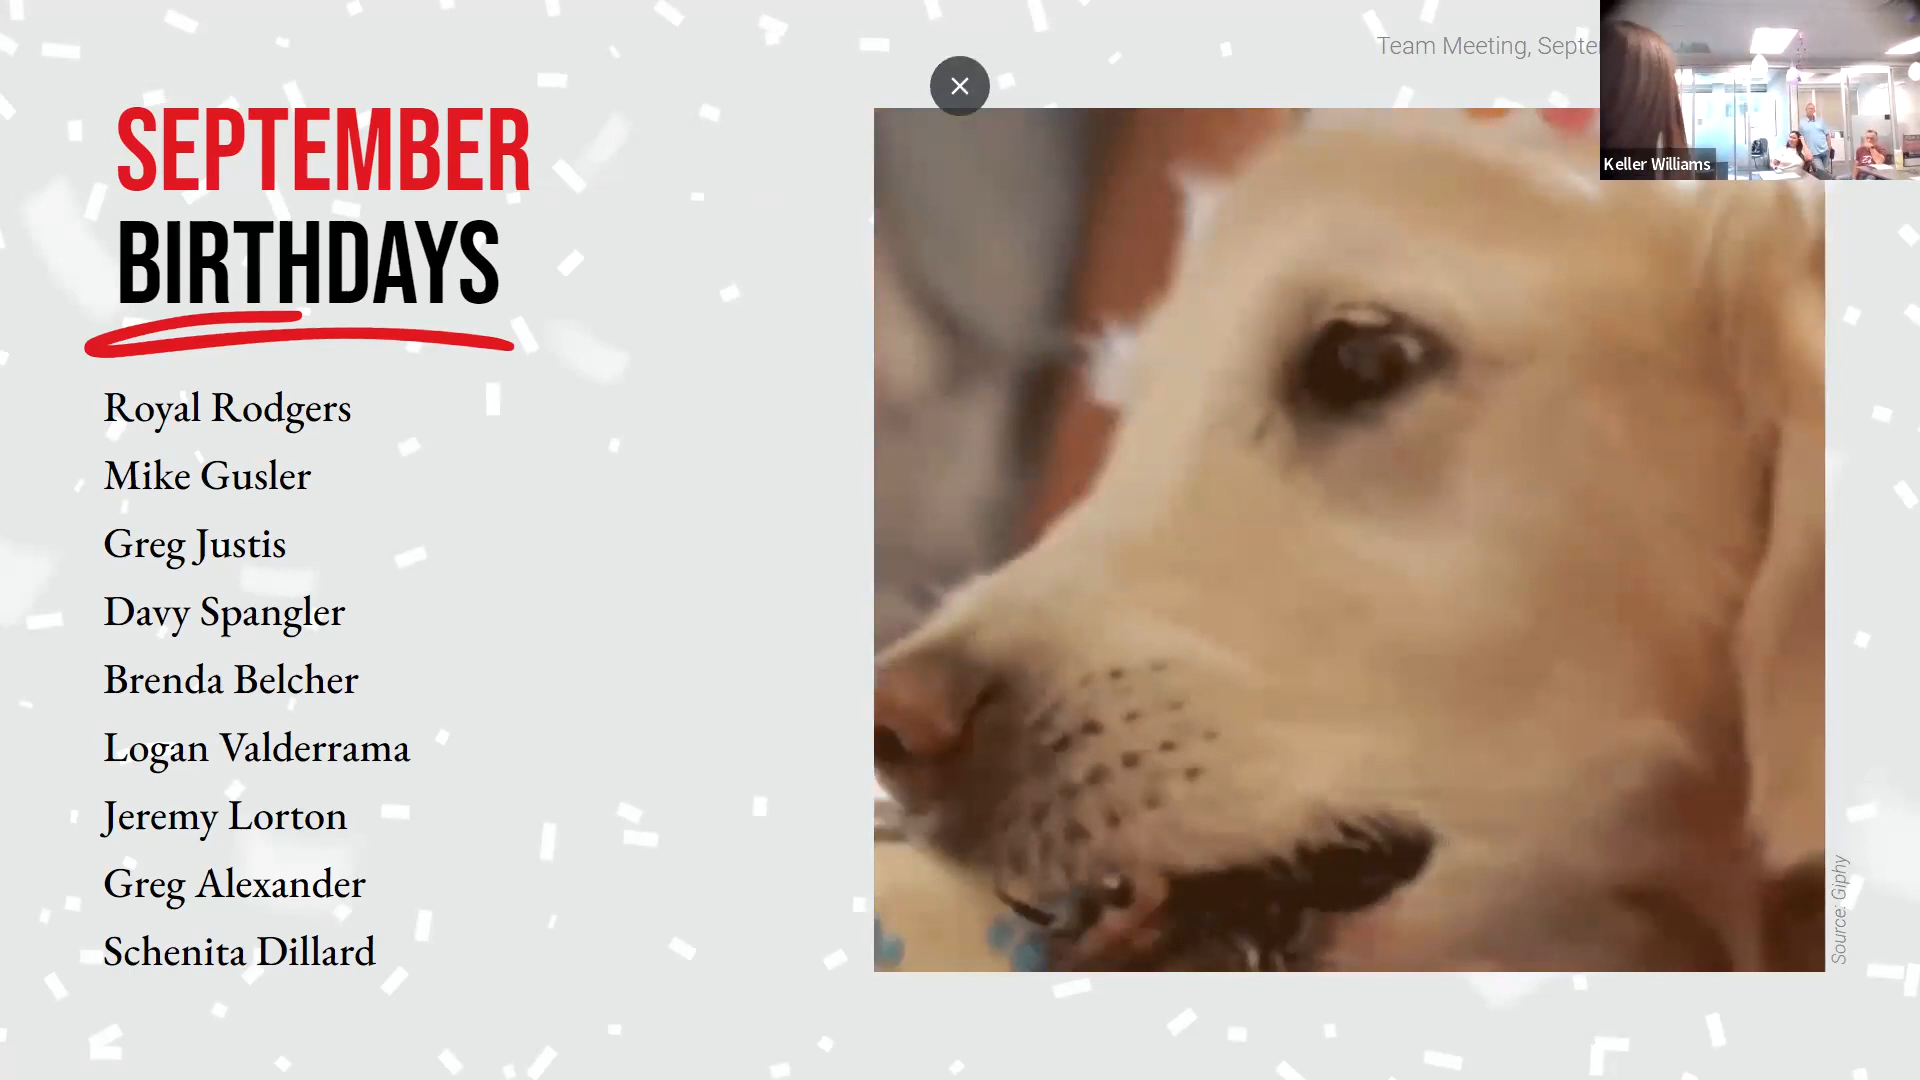 Team Meeting, Septe
Keller Williams
SEPTEMBER
BIRTHDAYS
Royal Rodgers
Mike Gusler
Greg Justis
Davy Spangler
Brenda Belcher
Logan Valderrama
Jeremy Lorton
Greg Alexander
Schenita Dillard
Source: Giphy